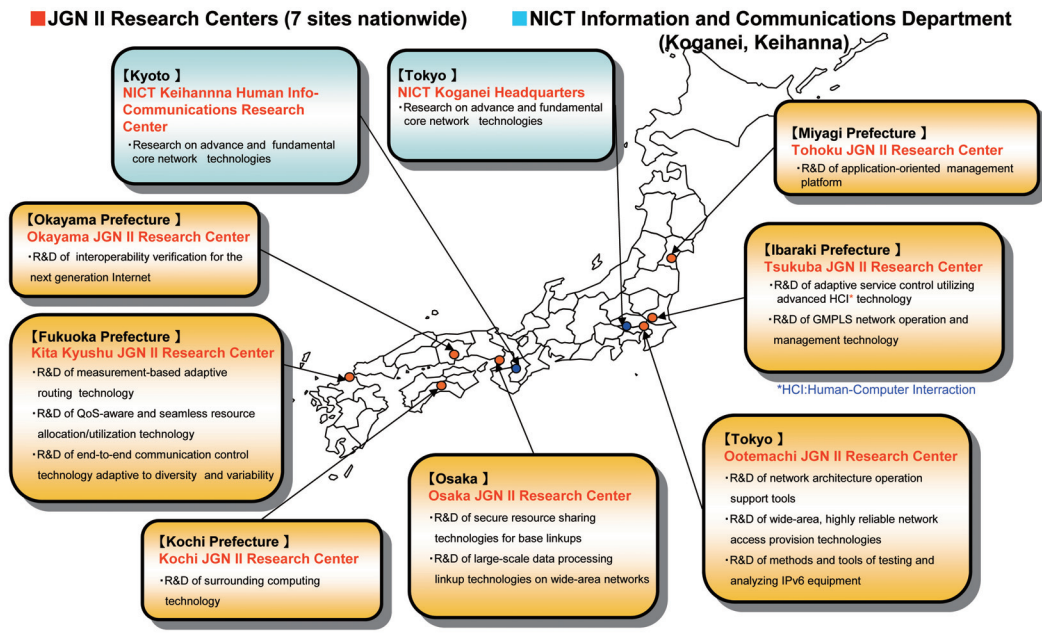 JGN II Research Centers (7 sites nationwide)
NICT Information and Communications Department
(Koganei, Keihanna)
【Kyoto 】
NICT Keihannna Human Info-
Communications Research
Center
・Research on advance and fundamental
core network technologies
【Tokyo】
NICT Koganei Headquarters
・Research on advance and fundamental
core network technologies
【Miyagi Prefecture 】
Tohoku JGN II Research Center
・R&D of application-oriented management
platform
【Okayama Prefecture 】
Okayama JGN II Research Center
・R&D of interoperability verification for the
next generation Internet
【Ibaraki Prefecture 】
Tsukuba JGN II Research Center
・R&D of adaptive service control utilizing
advanced HCI* technology
・R&D of GMPLS network operation and
management technology
*HCI:Human-Computer Interraction
【Fukuoka Prefecture 】
Kita Kyushu JGN II Research Center
・R&D of measurement-based adaptive
routing technology
・R&D of QoS-aware and seamless resource
allocation/utilization technology
・R&D of end-to-end communication control
technology adaptive to diversity and variability
【Tokyo】
Ootemachi JGN II Research Center
・R&D of network architecture operation
support tools
・R&D of wide-area, highly reliable network
access provision technologies
・R&D of methods and tools of testing and
analyzing IPv6 equipment
【Osaka 】
Osaka JGN II Research Center
・R&D of secure resource sharing
technologies for base linkups
・R&D of large-scale data processing
linkup technologies on wide-area networks
【Kochi Prefecture 】
Kochi JGN II Research Center
・R&D of surrounding computing
technology